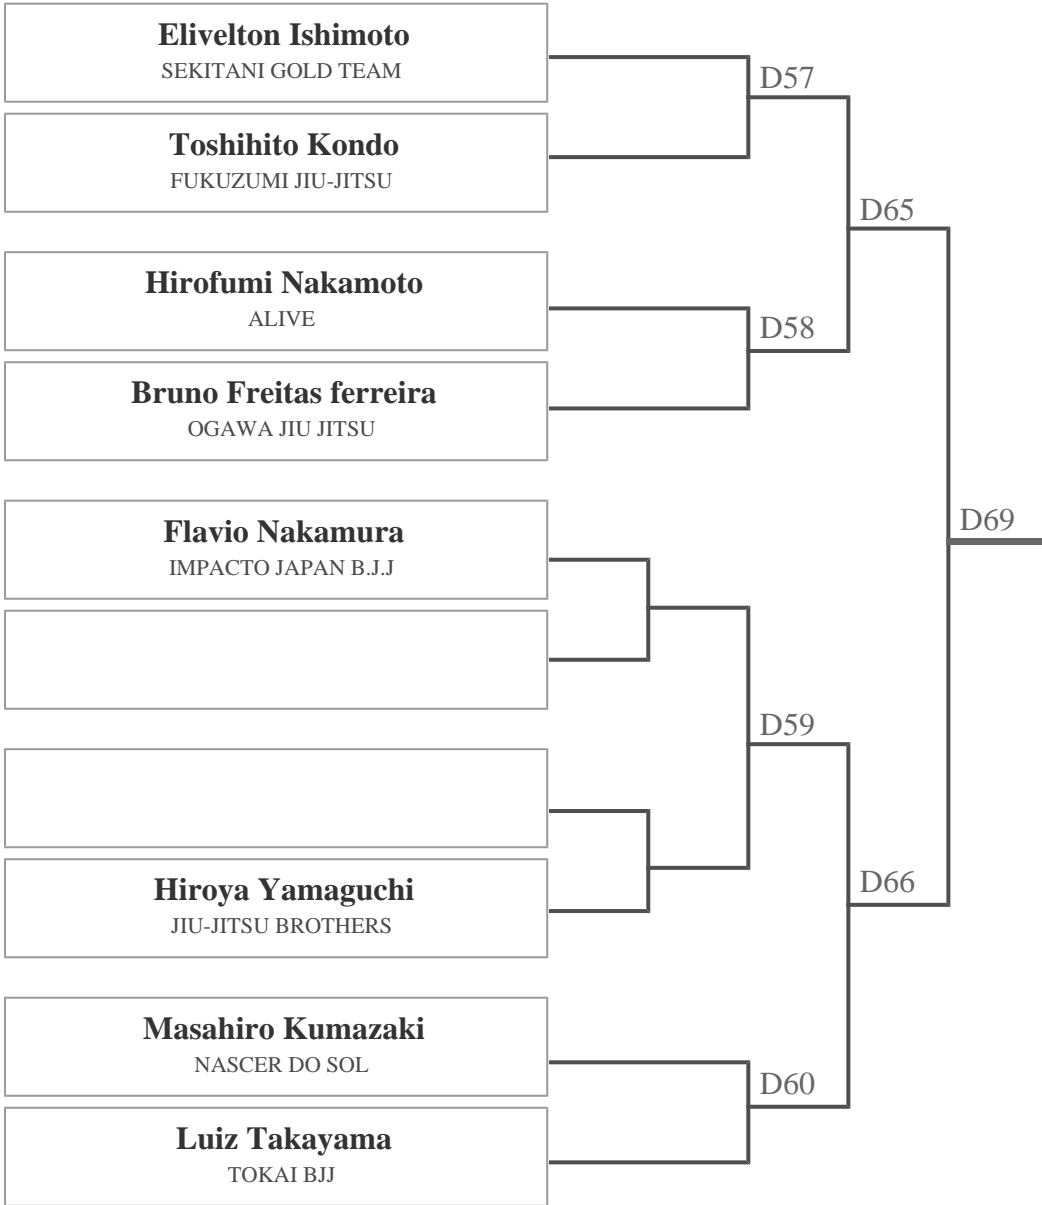 Elivelton Ishimoto
SEKITANI GOLD TEAM
D57
Toshihito Kondo
FUKUZUMI JIU-JITSU
D65
Hirofumi Nakamoto
ALIVE
D58
Bruno Freitas ferreira
OGAWA JIU JITSU
Flavio Nakamura
IMPACTO JAPAN B.J.J
D69
D59
Hiroya Yamaguchi
JIU-JITSU BROTHERS
D66
Masahiro Kumazaki
NASCER DO SOL
D60
Luiz Takayama
TOKAI BJJ